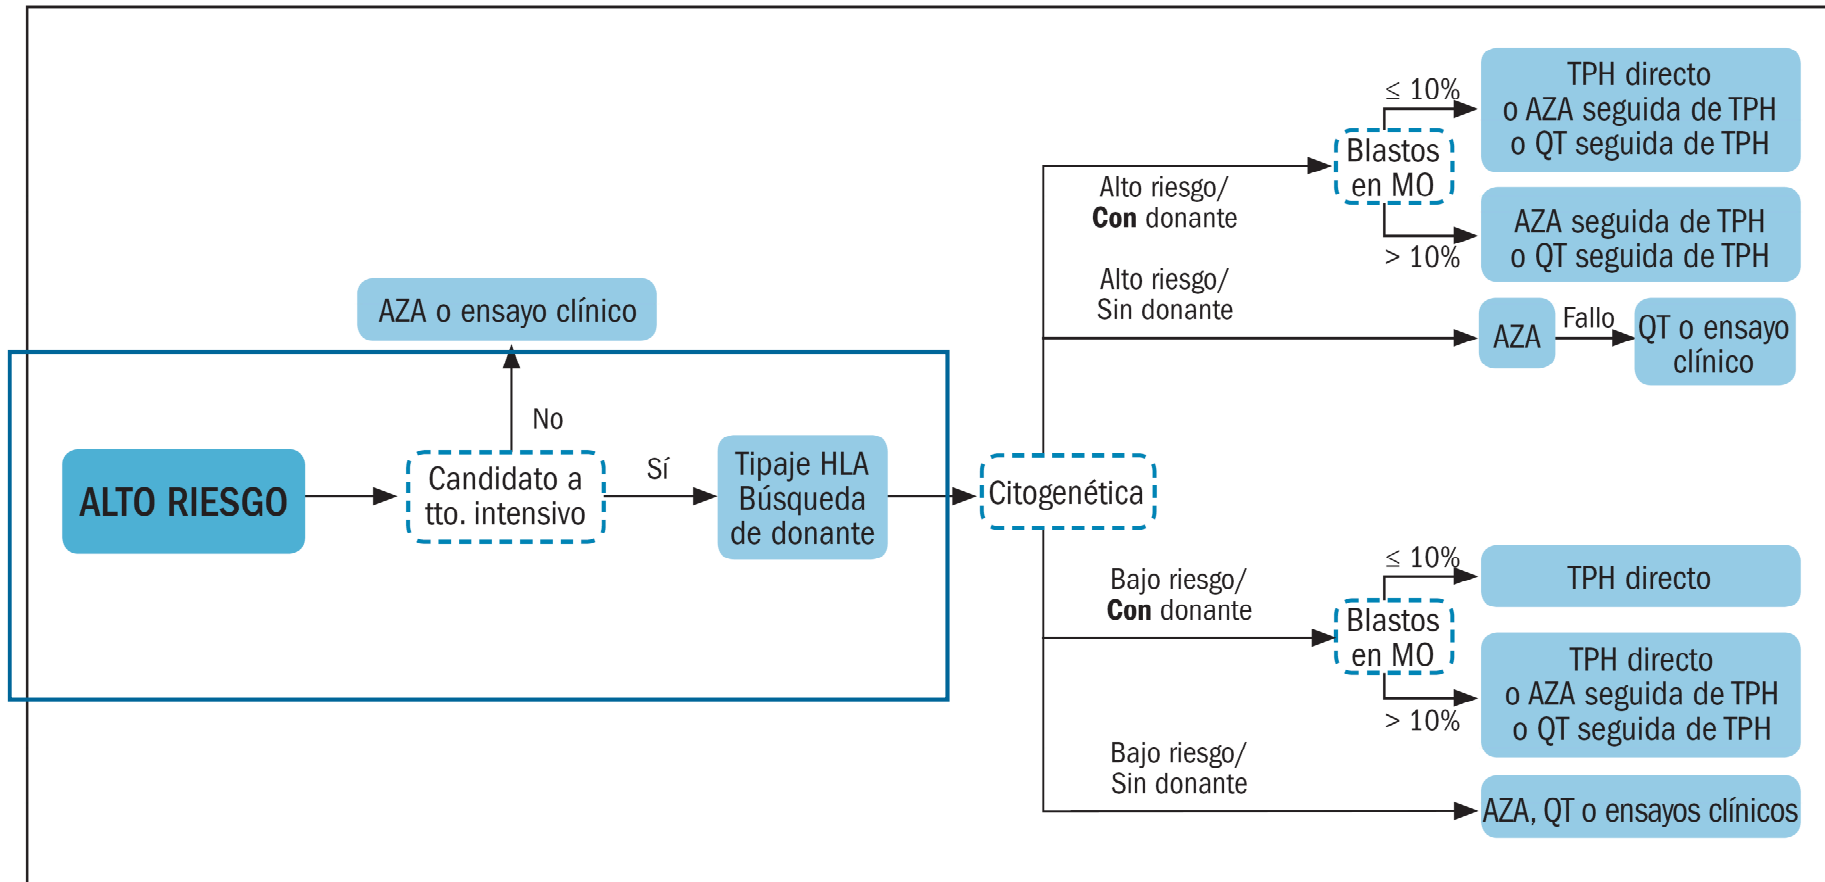 ALTO RIESGO
Candidato a
tto. intensivo
No
AZA o ensayo clínico
Sí
Tipaje HLA
Búsqueda
de donante
Citogenética
Alto riesgo/
Con donante
Blastos
en MO
≤ 10%
TPH directo
o AZA seguida de TPH
o QT seguida de TPH
> 10%
AZA seguida de TPH
o QT seguida de TPH
Alto riesgo/
Sin donante
AZA
Fallo
QT o ensayo
clínico
Bajo riesgo/
Con donante
Blastos
en MO
≤ 10%
TPH directo
> 10%
TPH directo
o AZA seguida de TPH
o QT seguida de TPH
Bajo riesgo/
Sin donante
AZA, QT o ensayos clínicos